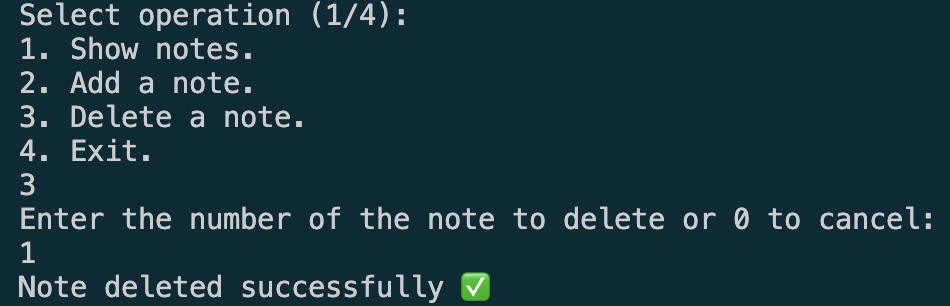 Select operation (1/4):
1. Show notes.
2. Add a note.
3. Delete a note.
4. Exit.
3
Enter the number of the note to delete or 0 to cancel:
1
Note deleted successfully ✅